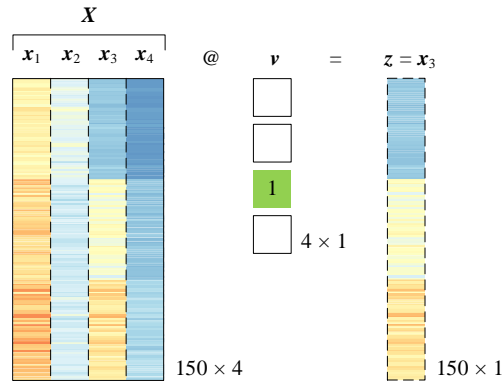 X
x₁ x₂ x₃ x₄ @ v = z = x₃
1
4 × 1
150 × 4 150 × 1